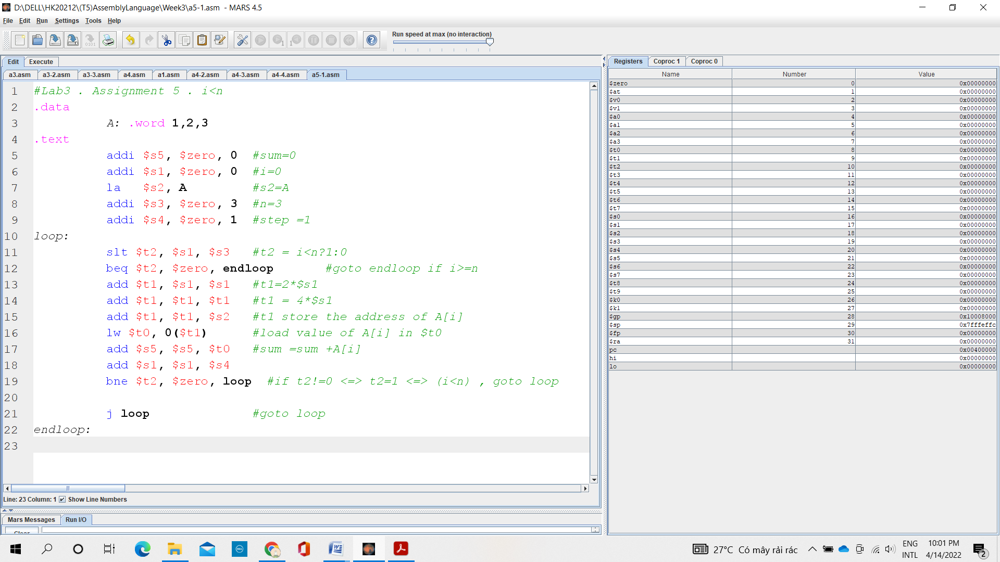 D:\DELL\HK20212\(T5)AssemblyLanguage\Week3\a5-1.asm - MARS 4.5
File Edit Run Settings Tools Help
Run speed at max (no interaction)
Edit Execute
a3.asm a3-2.asm a3-3.asm a4.asm a1.asm a4-2.asm a4-3.asm a4-4.asm a5-1.asm
1 #Lab3 . Assignment 5 . i<n
2 .data
3 A: .word 1,2,3
4 .text
5 addi $s5, $zero, 0 #sum=0
6 addi $s1, $zero, 0 #i=0
7 la $s2, A #s2=A
8 addi $s3, $zero, 3 #n=3
9 addi $s4, $zero, 1 #step =1
10 loop:
11 slt $t2, $s1, $s3 #t2 = i<n?1:0
12 beq $t2, $zero, endloop #goto endloop if i>=n
13 add $t1, $s1, $s1 #t1=2*$s1
14 add $t1, $t1, $t1 #t1 = 4*$s1
15 add $t1, $t1, $s2 #t1 store the address of A[i]
16 lw $t0, 0($t1) #load value of A[i] in $t0
17 add $s5, $s5, $t0 #sum =sum +A[i]
18 add $s1, $s1, $s4
19 bne $t2, $zero, loop #if t2!=0 <=> t2=1 <=> (i<n) , goto loop
20
21 j loop #goto loop
22 endloop:
23
Line: 23 Column: 1 Show Line Numbers
Mars Messages Run I/O
Clear
Registers Coproc 1 Coproc 0
Name Number Value
$zero 0 0x00000000
$at 1 0x00000000
$v0 2 0x00000000
$v1 3 0x00000000
$a0 4 0x00000000
$a1 5 0x00000000
$a2 6 0x00000000
$a3 7 0x00000000
$t0 8 0x00000000
$t1 9 0x00000000
$t2 10 0x00000000
$t3 11 0x00000000
$t4 12 0x00000000
$t5 13 0x00000000
$t6 14 0x00000000
$t7 15 0x00000000
$s0 16 0x00000000
$s1 17 0x00000000
$s2 18 0x00000000
$s3 19 0x00000000
$s4 20 0x00000000
$s5 21 0x00000000
$s6 22 0x00000000
$s7 23 0x00000000
$t8 24 0x00000000
$t9 25 0x00000000
$k0 26 0x00000000
$k1 27 0x00000000
$gp 28 0x10008000
$sp 29 0x7fffeffc
$fp 30 0x00000000
$ra 31 0x00000000
pc 0x00400000
hi 0x00000000
lo 0x00000000
27°C Có mây rải rác
ENG
INTL
10:01 PM
4/14/2022
2